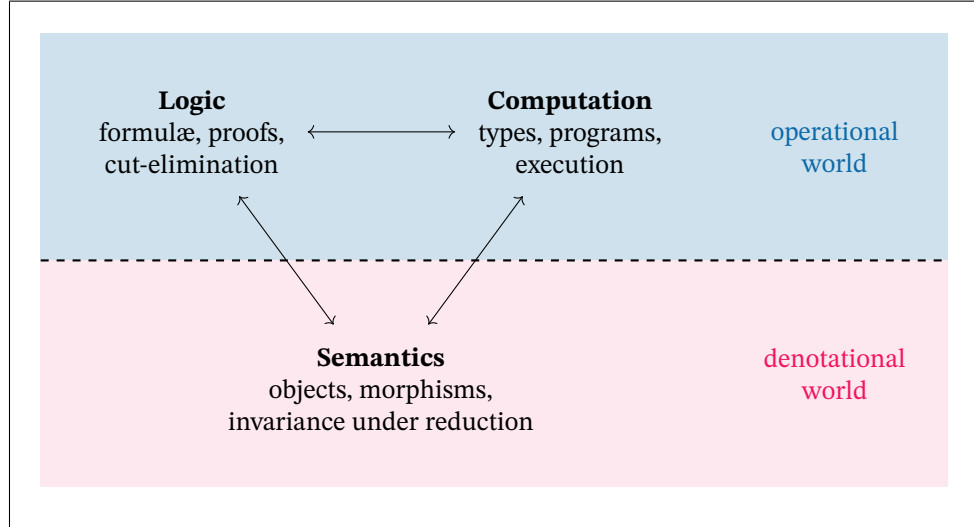 Logic
formulæ, proofs,
cut-elimination
Computation
types, programs,
execution
operational
world
Semantics
objects, morphisms,
invariance under reduction
denotational
world